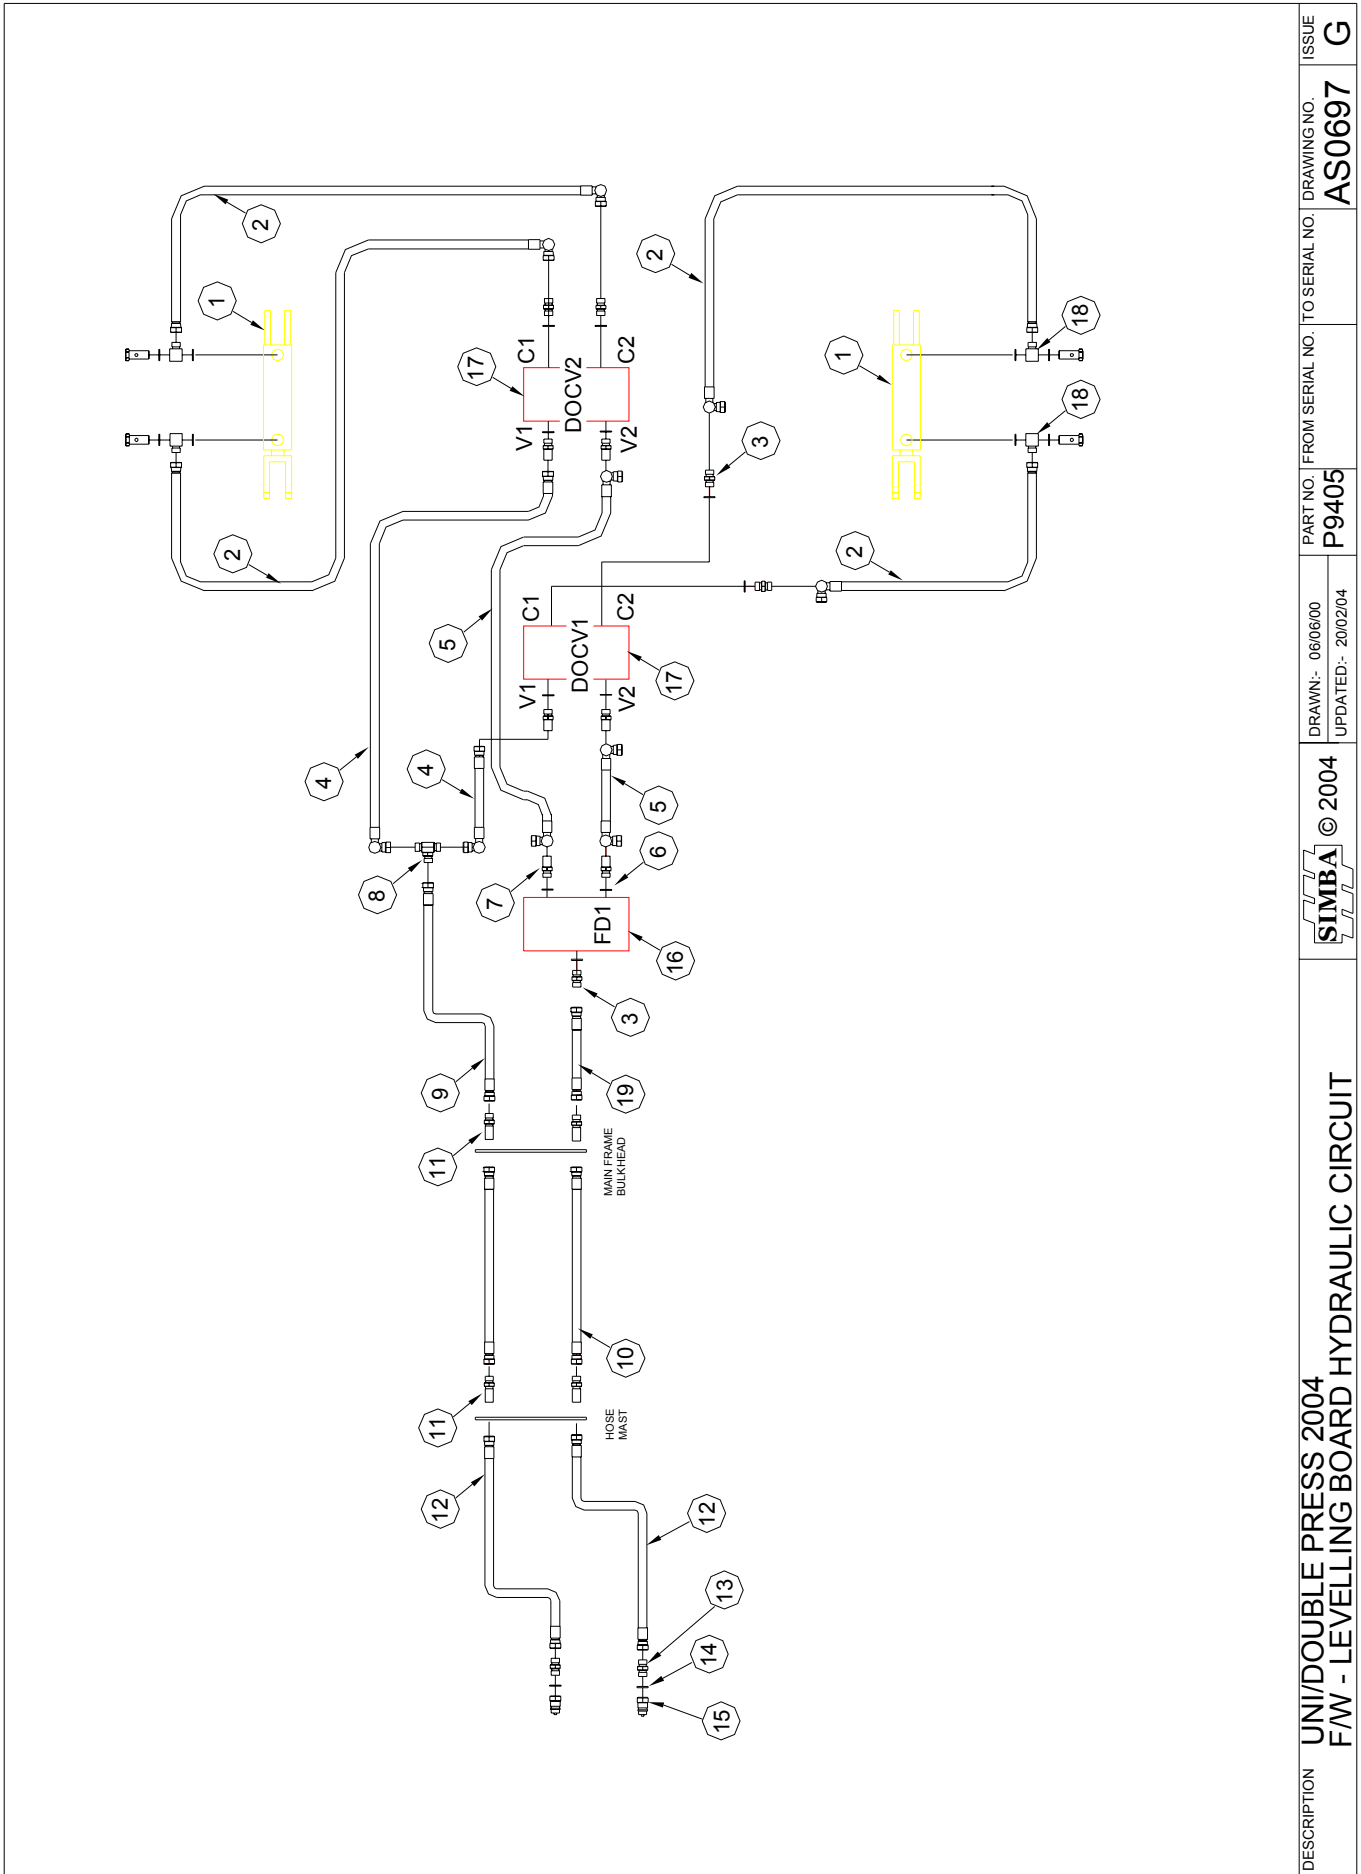 2
1
17
C1
DOCV2
C2
V1
V2
2
2
1
18
18
3
2
4
5
C1
DOCV1
C2
V1
V2
17
4
5
8
7
6
FD1
16
3
9
19
11
MAIN FRAME
BULKHEAD
10
11
HOSE
MAST
12
12
13
14
15
2
DESCRIPTION
UNI/DOUBLE PRESS 2004
F/W - LEVELLING BOARD HYDRAULIC CIRCUIT
SIMBA © 2004
DRAWN:- 06/06/00
UPDATED:- 20/02/04
PART NO.
P9405
FROM SERIAL NO.
TO SERIAL NO.
DRAWING NO.
AS0697
ISSUE
G